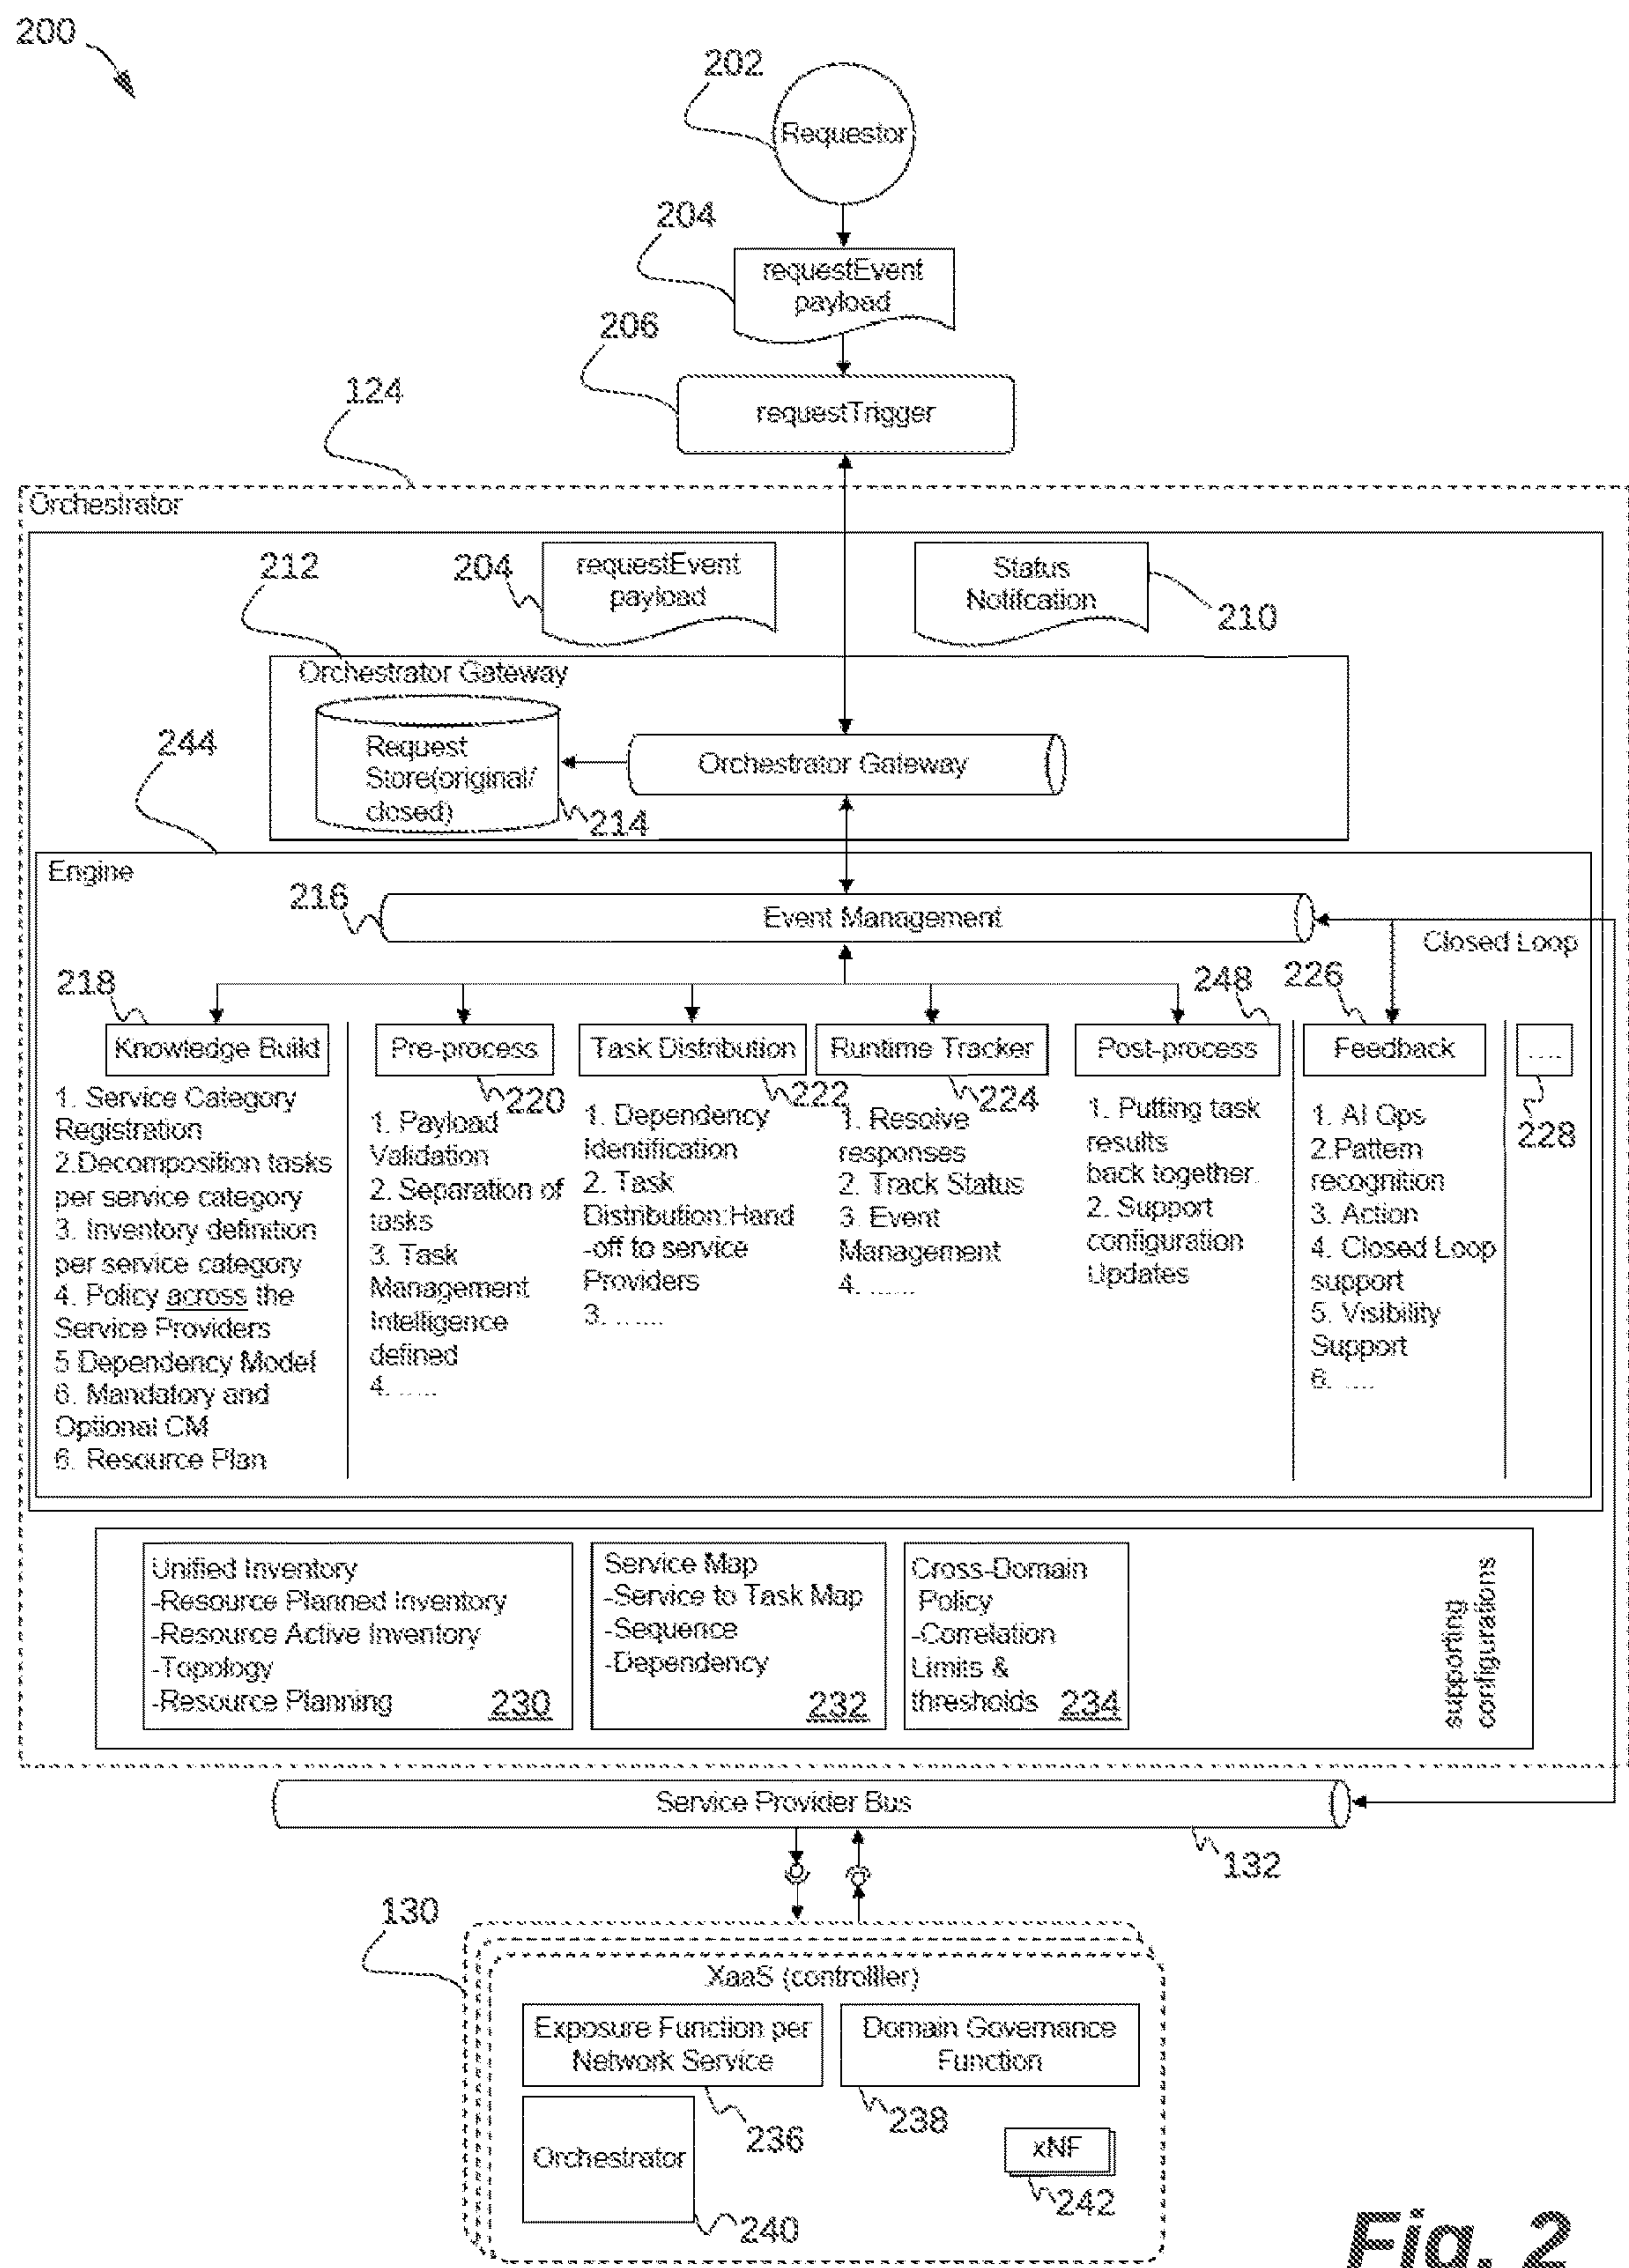 200
202
Requestor
204
requestEvent
payload
206
requestTrigger
124
Orchestrator
212
204
requestEvent
payload
Status
Notifcation
210
Orchestrator Gateway
Request
Store(original/
closed)
214
Orchestrator Gateway
244
Engine
216
Event Management
Closed Loop
218
Knowledge Build
1. Service Category
Registration
2.Decomposition tasks
per service category
3. Inventory definition
per service category
4. Policy across the
Service Providers
5 Dependency Model
6. Mandatory and
Optional CM
6. Resource Plan
Pre-process
220
1. Payload
Validation
2. Separation of
tasks
3. Task
Management
Intelligence
defined
4. ......
Task Distribution
222
1. Dependency
Identification
2. Task
Distribution:Hand
-off to service
Providers
3. .. .....
Runtime Tracker
224
1. Resolve
responses
2. Track Status
3. Event
Management
4. ......
248
Post-process
1. Putting task
results
back together.
2. Support
configuration
Updates
226
Feedback
1. AI Ops
2.Pattern
recognition
3. Action
4. Closed Loop
support
5. Visibility
Support
6. .....
.....
228
Unified Inventory
-Resource Planned Inventory
-Resource Active Inventory
-Topology
-Resource Planning
230
Service Map
-Service to Task Map
-Sequence
-Dependency
232
Cross-Domain
Policy
-Correlation
Limits &
thresholds
234
supporting
configurations
Service Provider Bus
132
130
XaaS (controlller)
Exposure Function per
Network Service
236
Domain Governance
Function
238
Orchestrator
240
xNF
242
Fig. 2